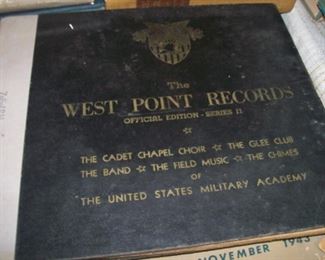 The
WEST POINT RECORDS
OFFICIAL EDITION - SERIES II
THE CADET CHAPEL CHOIR ☆ THE GLEE CLUB
THE BAND ☆ THE FIELD MUSIC ☆ THE CHIMES
OF
THE UNITED STATES MILITARY ACADEMY
NOVEMBER 1943